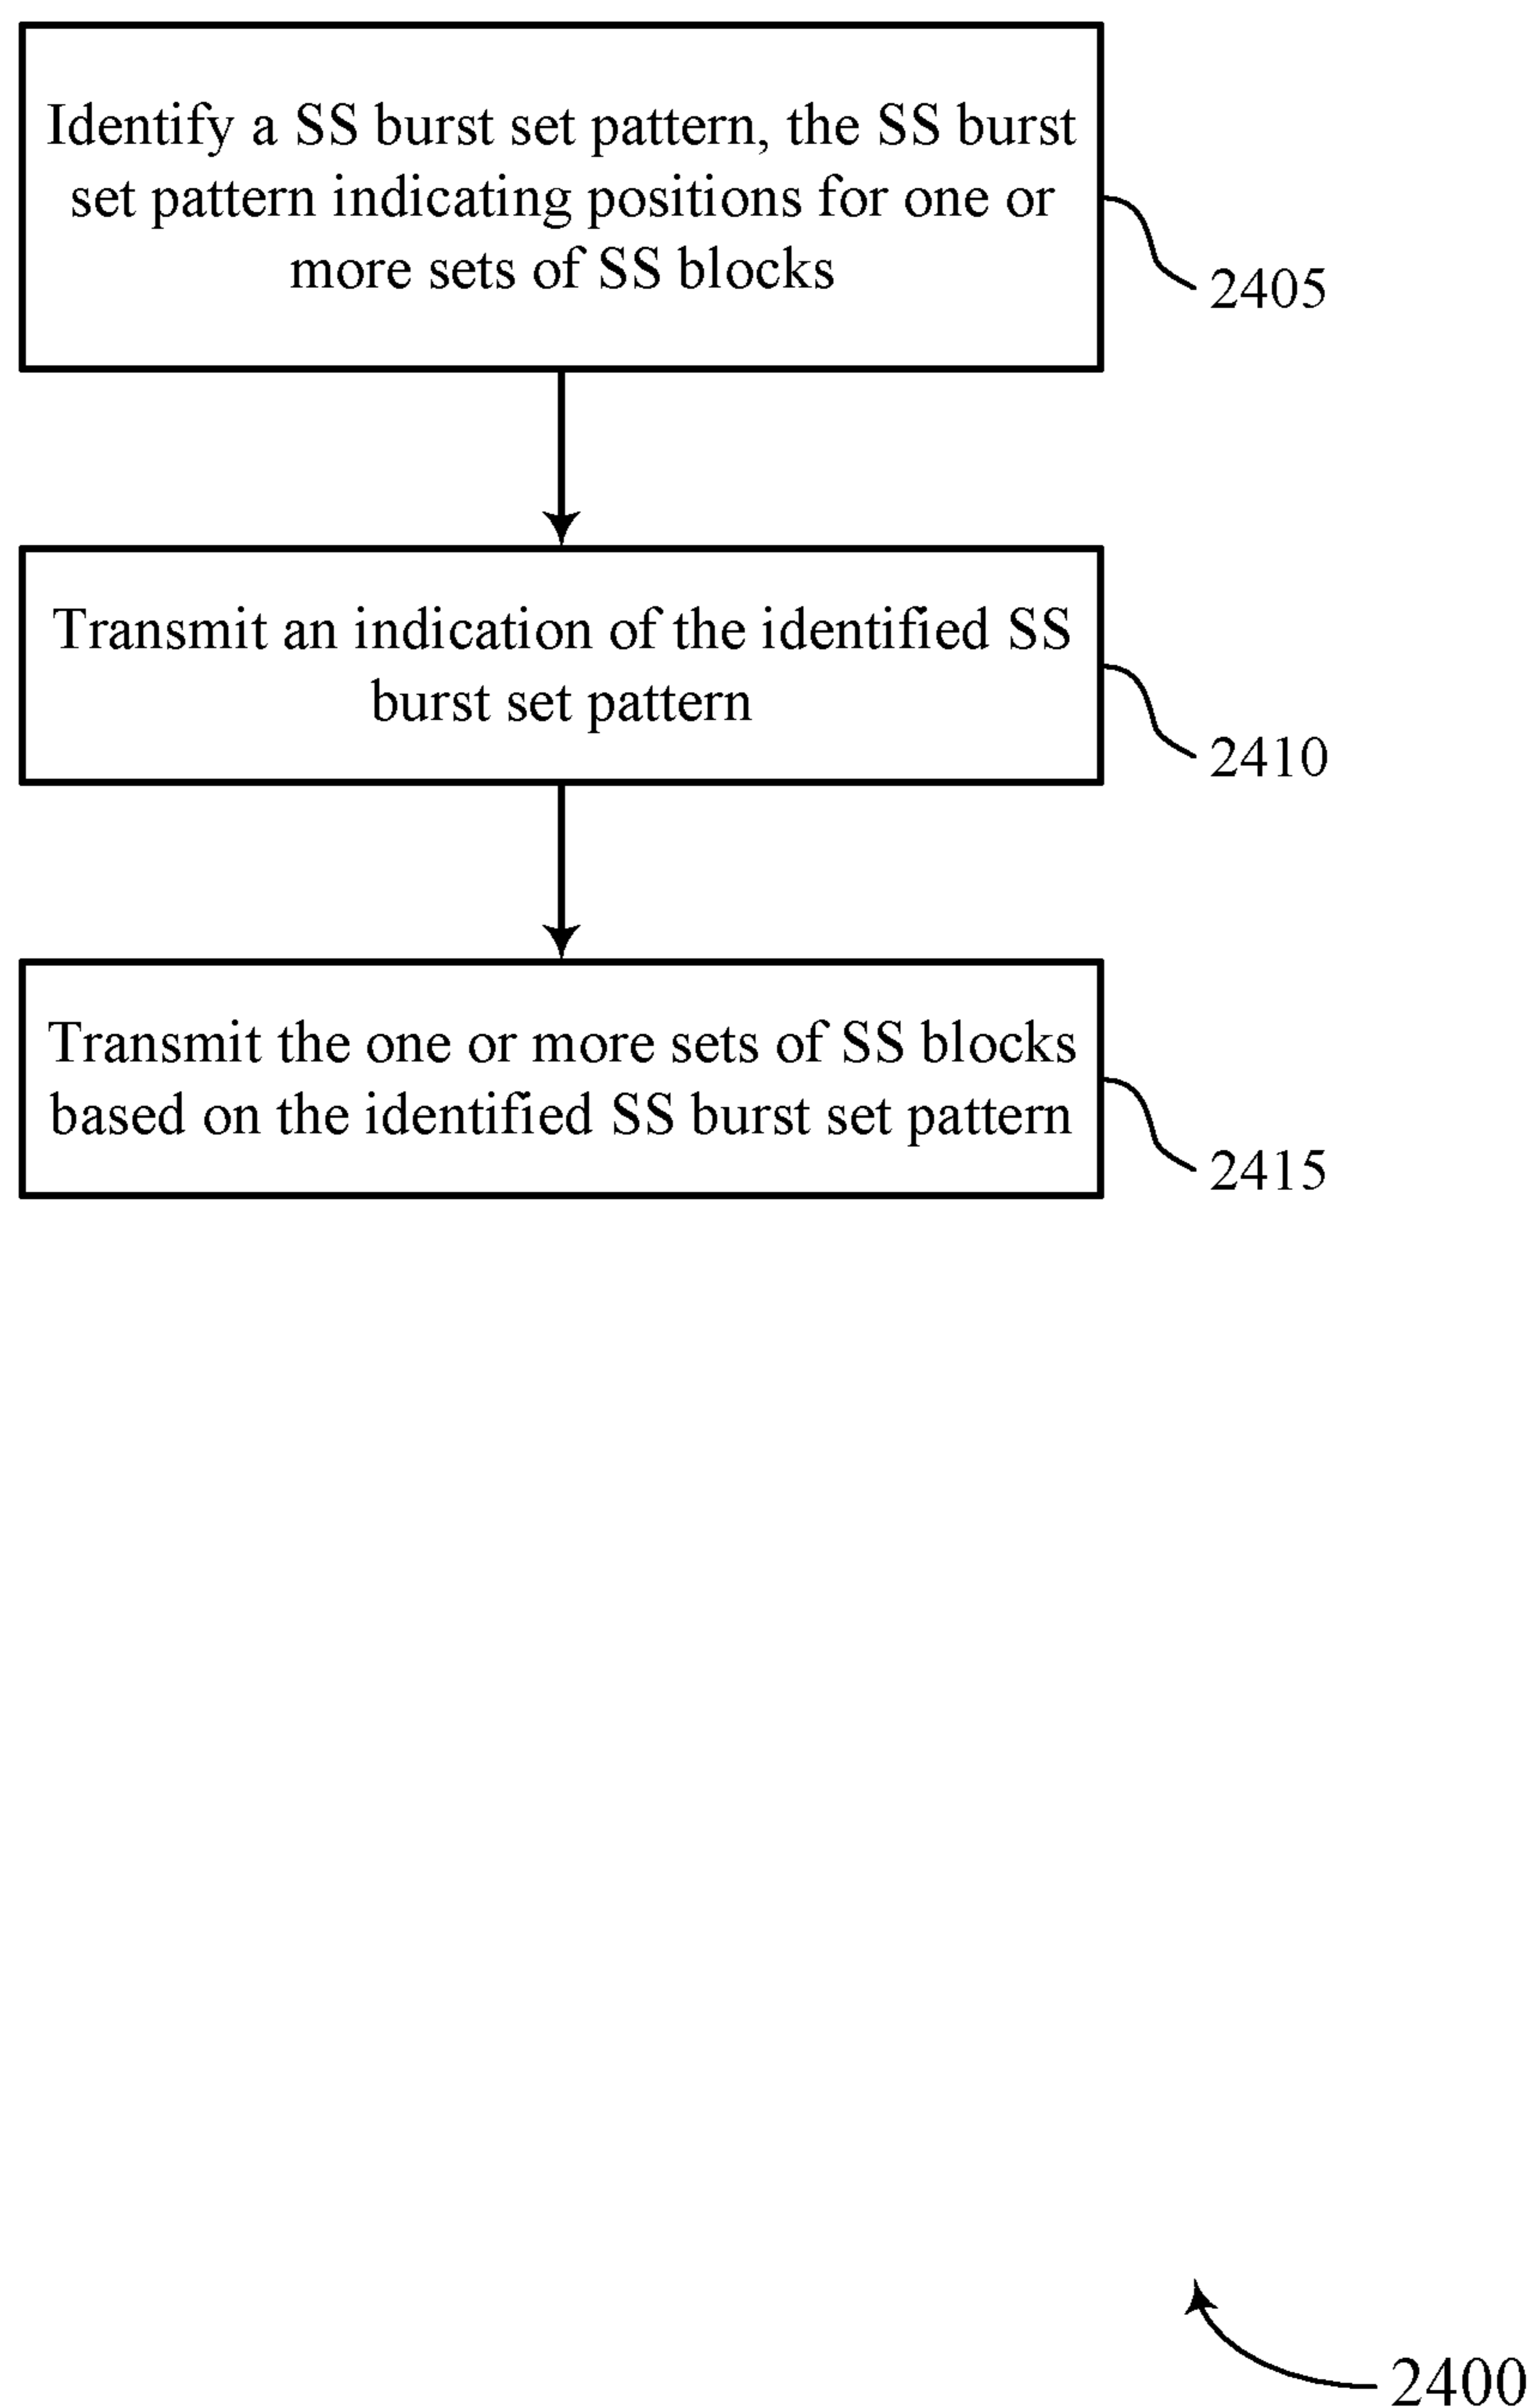 Identify a SS burst set pattern, the SS burst
set pattern indicating positions for one or
more sets of SS blocks
2405
Transmit an indication of the identified SS
burst set pattern
2410
Transmit the one or more sets of SS blocks
based on the identified SS burst set pattern
2415
2400